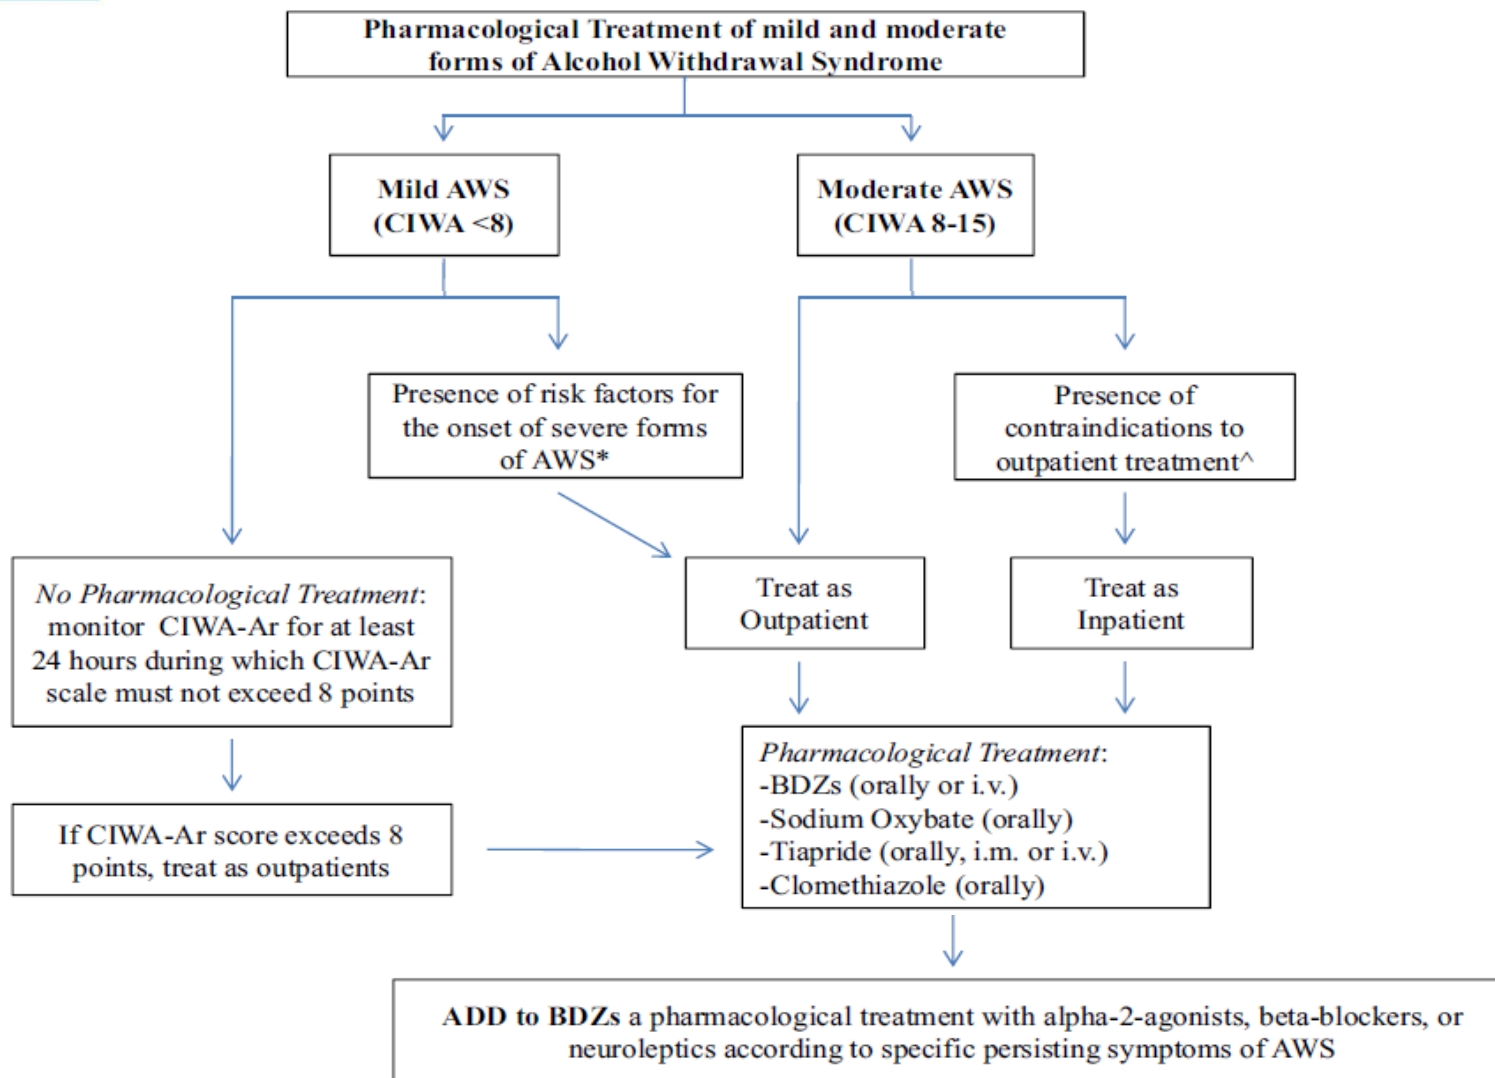 Pharmacological Treatment of mild and moderate
forms of Alcohol Withdrawal Syndrome
Mild AWS
(CIWA <8)
Moderate AWS
(CIWA 8-15)
Presence of risk factors for
the onset of severe forms
of AWS*
Presence of
contraindications to
outpatient treatment^
No Pharmacological Treatment:
monitor CIWA-Ar for at least
24 hours during which CIWA-Ar
scale must not exceed 8 points
Treat as
Outpatient
Treat as
Inpatient
If CIWA-Ar score exceeds 8
points, treat as outpatients
Pharmacological Treatment:
-BDZs (orally or i.v.)
-Sodium Oxybate (orally)
-Tiapride (orally, i.m. or i.v.)
-Clomethiazole (orally)
ADD to BDZs a pharmacological treatment with alpha-2-agonists, beta-blockers, or
neuroleptics according to specific persisting symptoms of AWS